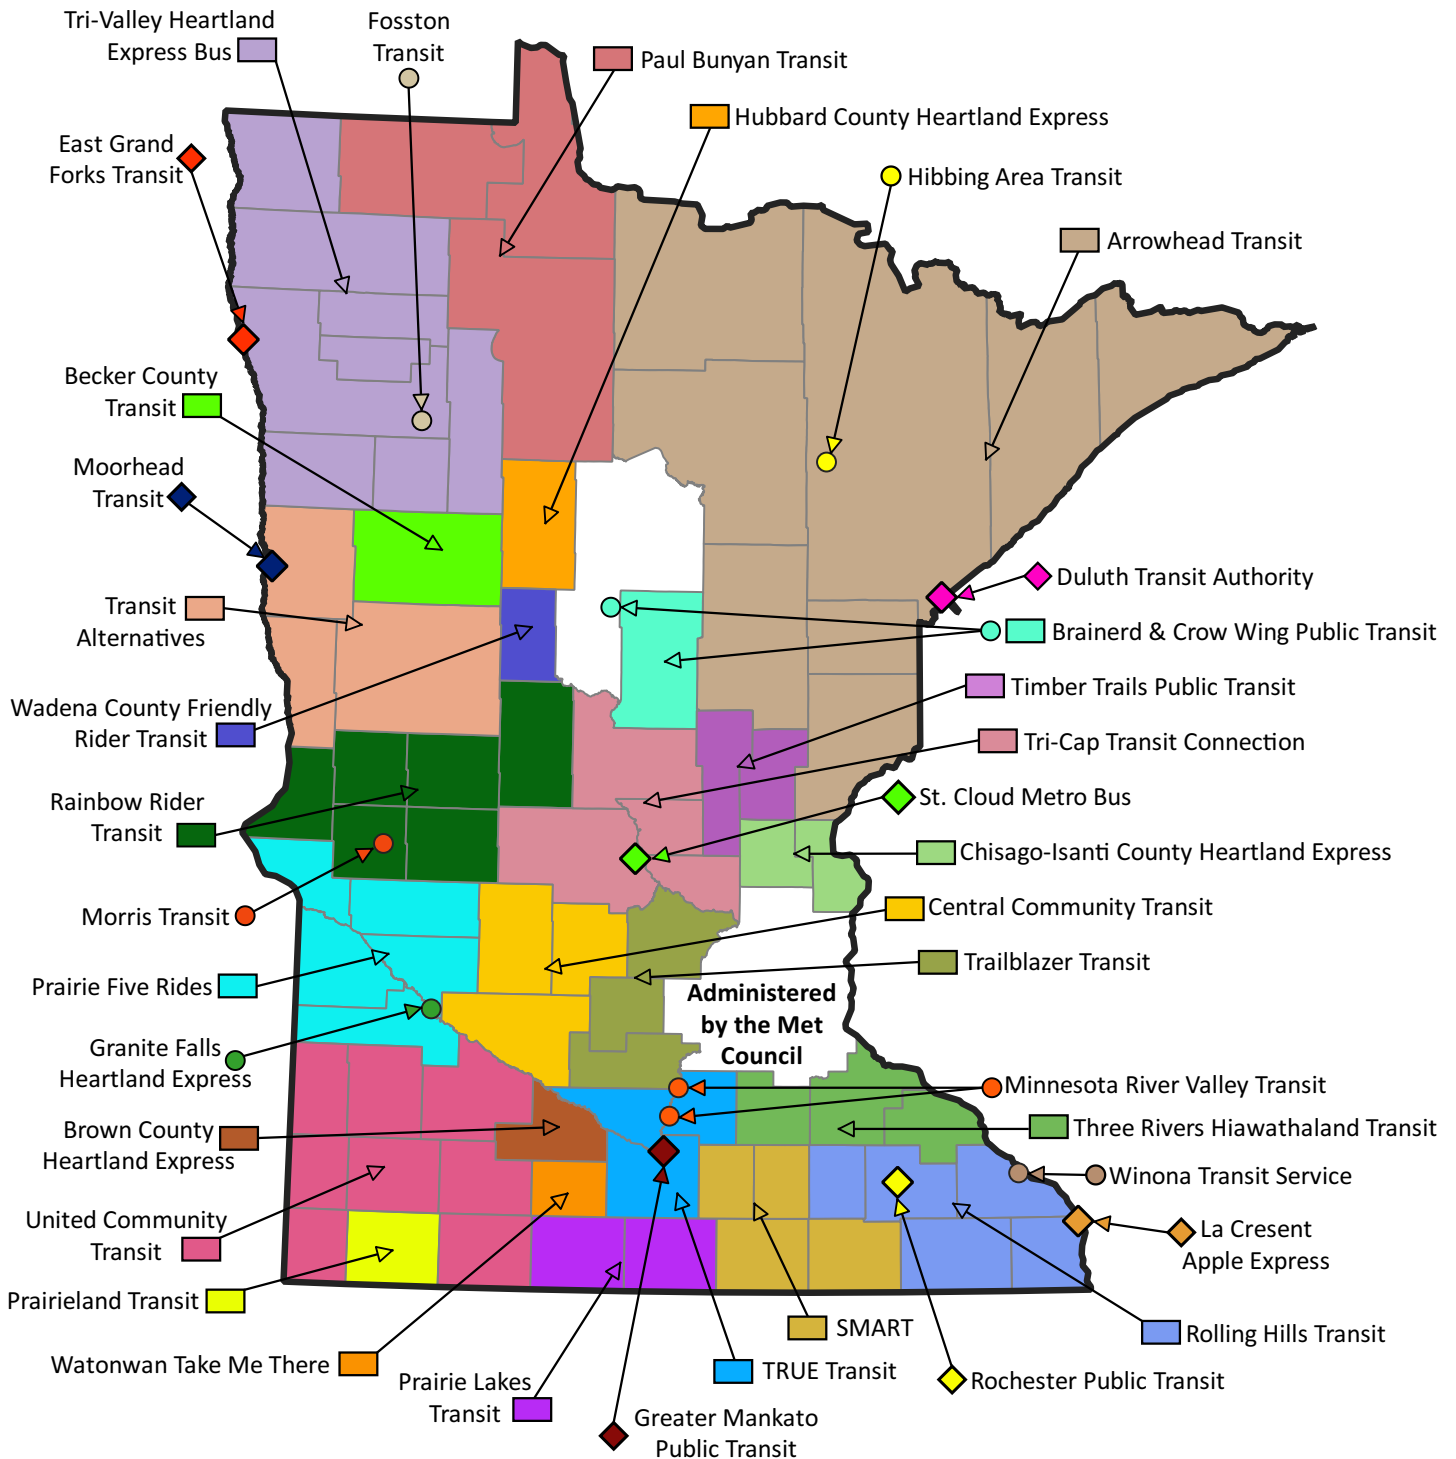 Tri-Valley Heartland
Express Bus
Fosston
Transit
Paul Bunyan Transit
Hubbard County Heartland Express
East Grand
Forks Transit
Hibbing Area Transit
Arrowhead Transit
Becker County
Transit
Moorhead
Transit
Duluth Transit Authority
Transit
Alternatives
Brainerd & Crow Wing Public Transit
Timber Trails Public Transit
Wadena County Friendly
Rider Transit
Tri-Cap Transit Connection
St. Cloud Metro Bus
Rainbow Rider
Transit
Chisago-Isanti County Heartland Express
Morris Transit
Central Community Transit
Trailblazer Transit
Prairie Five Rides
Administered
by the Met
Council
Granite Falls
Heartland Express
Minnesota River Valley Transit
Brown County
Heartland Express
Three Rivers Hiawathaland Transit
Winona Transit Service
United Community
Transit
La Cresent
Apple Express
Prairieland Transit
SMART
Rolling Hills Transit
Watonwan Take Me There
TRUE Transit
Prairie Lakes
Transit
Rochester Public Transit
Greater Mankato
Public Transit